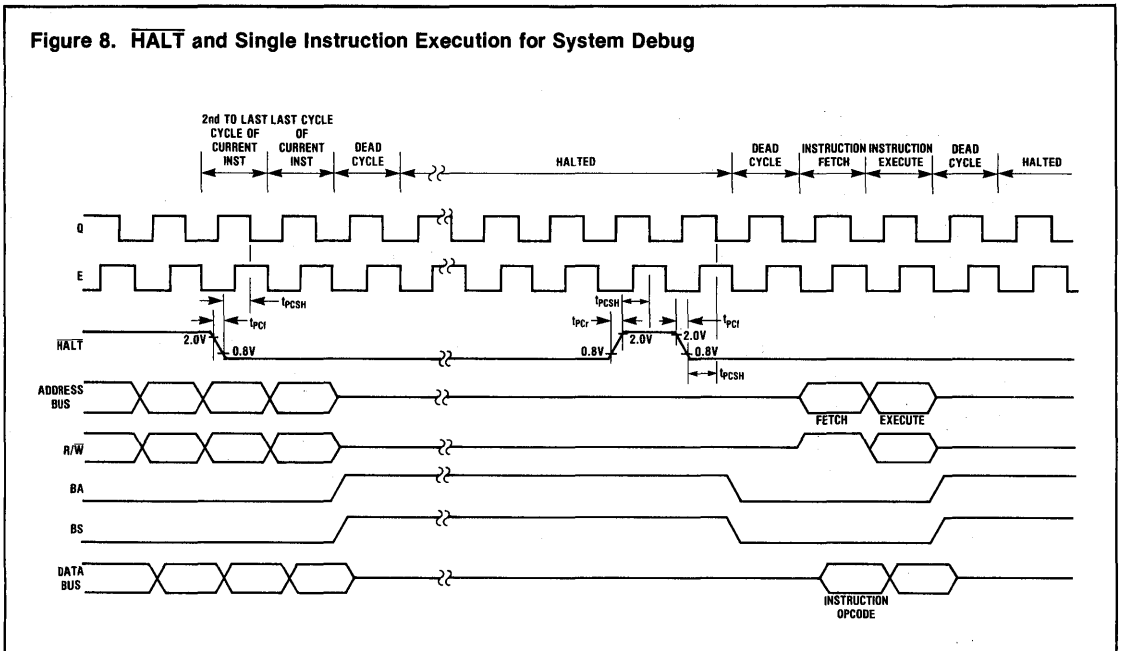 Figure 8. HALT and Single Instruction Execution for System Debug
2nd TO LAST
CYCLE OF
CURRENT
INST
LAST CYCLE
OF
CURRENT
INST
DEAD
CYCLE
HALTED
DEAD
CYCLE
INSTRUCTION
FETCH
INSTRUCTION
EXECUTE
DEAD
CYCLE
HALTED
Q
E
tPCSH
tPCf
tPCSH
tPCr
tPCf
HALT
2.0V
0.8V
0.8V
2.0V
2.0V
0.8V
tPCSH
ADDRESS
BUS
FETCH
EXECUTE
R/W
BA
BS
DATA
BUS
INSTRUCTION
OPCODE